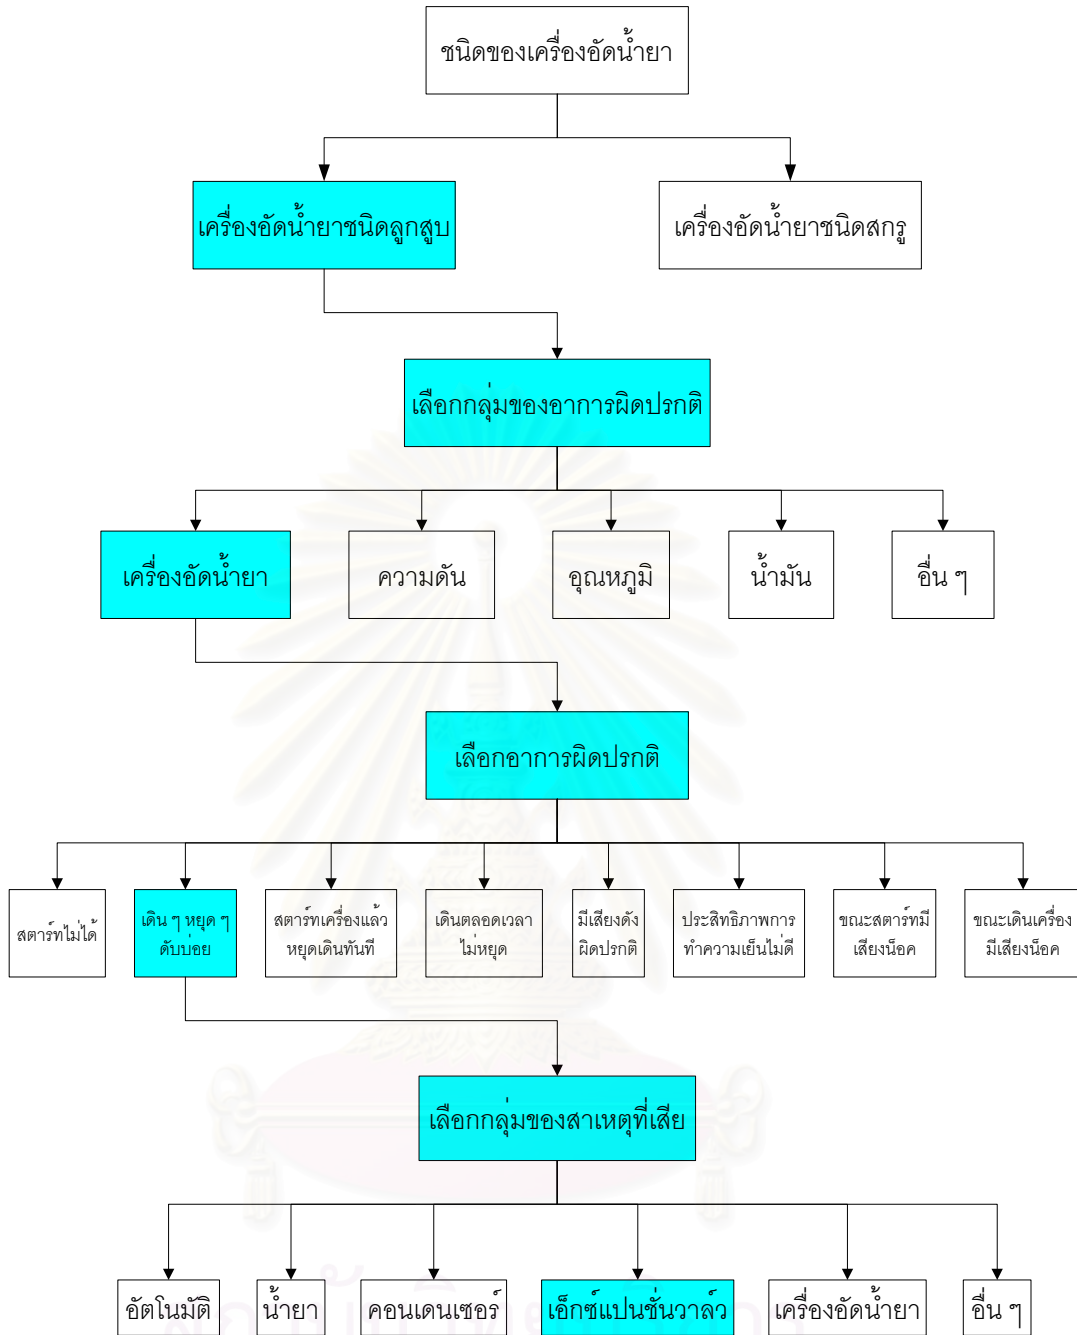 ชนิดของเครื่องอัดน้ำยา
เครื่องอัดน้ำยาชนิดลูกสูบ
เครื่องอัดน้ำยาชนิดสกรู
เลือกกลุ่มของอาการผิดปรกติ
เครื่องอัดน้ำยา
ความดัน
อุณหภูมิ
น้ำมัน
อื่น ๆ
เลือกอาการผิดปรกติ
สตาร์ทไม่ได้
เดิน ๆ หยุด ๆ
ดับบ่อย
สตาร์ทเครื่องแล้ว
หยุดเดินทันที
เดินตลอดเวลา
ไม่หยุด
มีเสียงดัง
ผิดปรกติ
ประสิทธิภาพการ
ทำความเย็นไม่ดี
ขณะสตาร์ทมี
เสียงน็อค
ขณะเดินเครื่อง
มีเสียงน็อค
เลือกกลุ่มของสาเหตุที่เสีย
อัตโนมัติ
น้ำยา
คอนเดนเซอร์
เอ็กซ์แปนชั่นวาล์ว
เครื่องอัดน้ำยา
อื่น ๆ